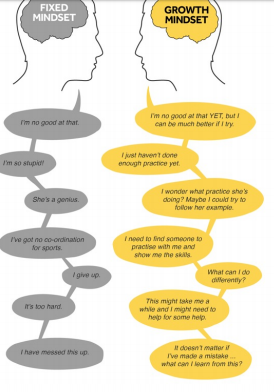 FIXED
MINDSET
GROWTH
MINDSET
I'm no good at that.
I'm no good at that YET, but I
can be much better if I try.
I'm so stupid!
I just haven't done
enough practice yet.
She's a genius.
I wonder what practice she's
doing? Maybe I could try to
follow her example.
I've got no co-ordination
for sports.
I need to find someone to
practise with me and
show me the skills.
I give up.
What can I do
differently?
It's too hard.
This might take me a
while and I might need to
help for some help.
I have messed this up.
It doesn't matter if
I've made a mistake ...
what can I learn from this?